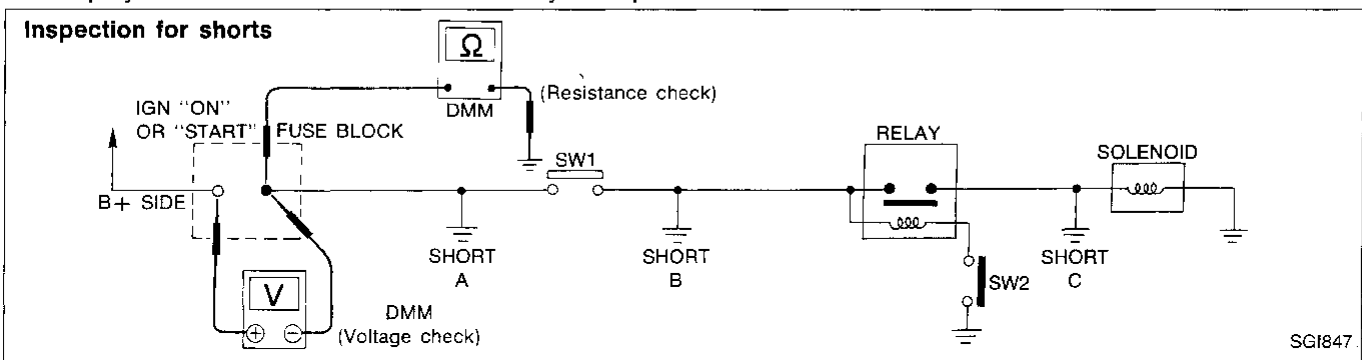 Inspection for shorts
Ω
DMM
(Resistance check)
IGN "ON"
OR "START"
FUSE BLOCK
B+ SIDE
SW1
RELAY
SOLENOID
SHORT
A
SHORT
B
SHORT
C
SW2
V
+ −
DMM
(Voltage check)
SGI847